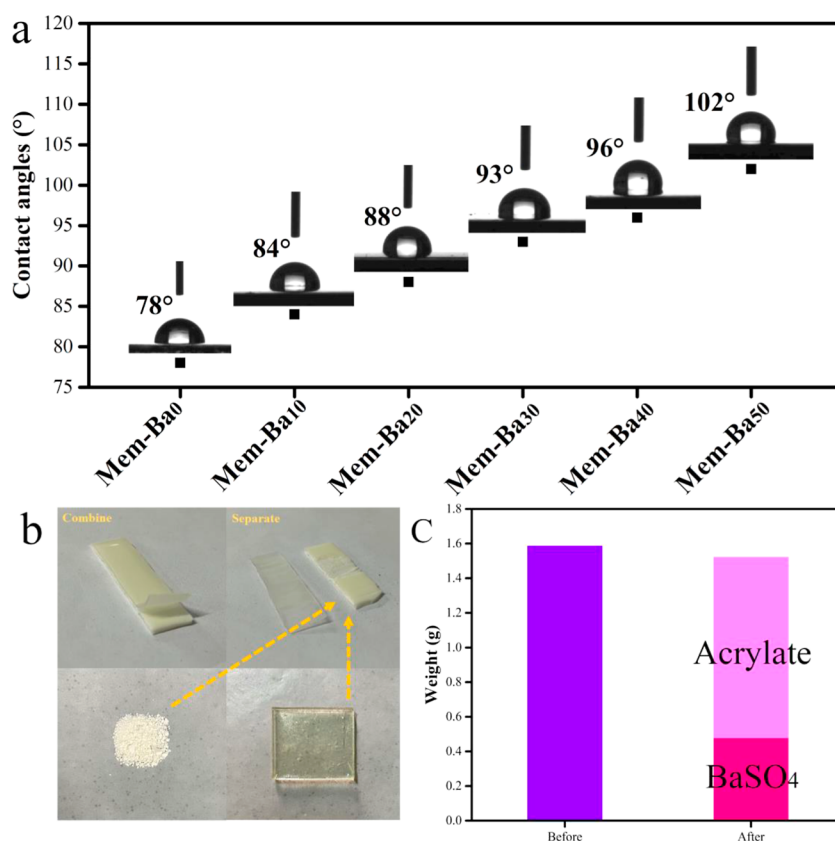 a
Contact angles (°)
120
115
110
105
100
95
90
85
80
75
78°
84°
88°
93°
96°
102°
Mem-Ba0
Mem-Ba10
Mem-Ba20
Mem-Ba30
Mem-Ba40
Mem-Ba50
b
Combine
Separate
C
Weight (g)
1.8
1.6
1.4
1.2
1.0
0.8
0.6
0.4
0.2
0.0
Acrylate
BaSO4
Before
After